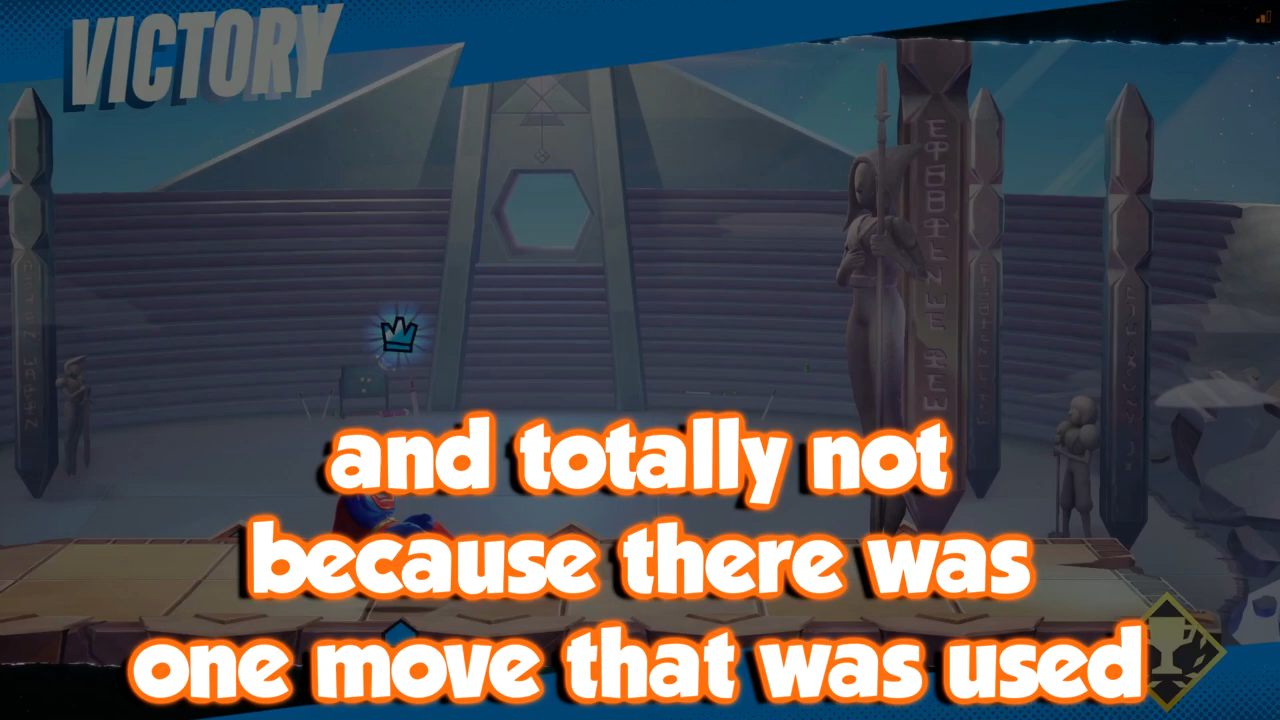 VICTORY
and totally not
because there was
one move that was used